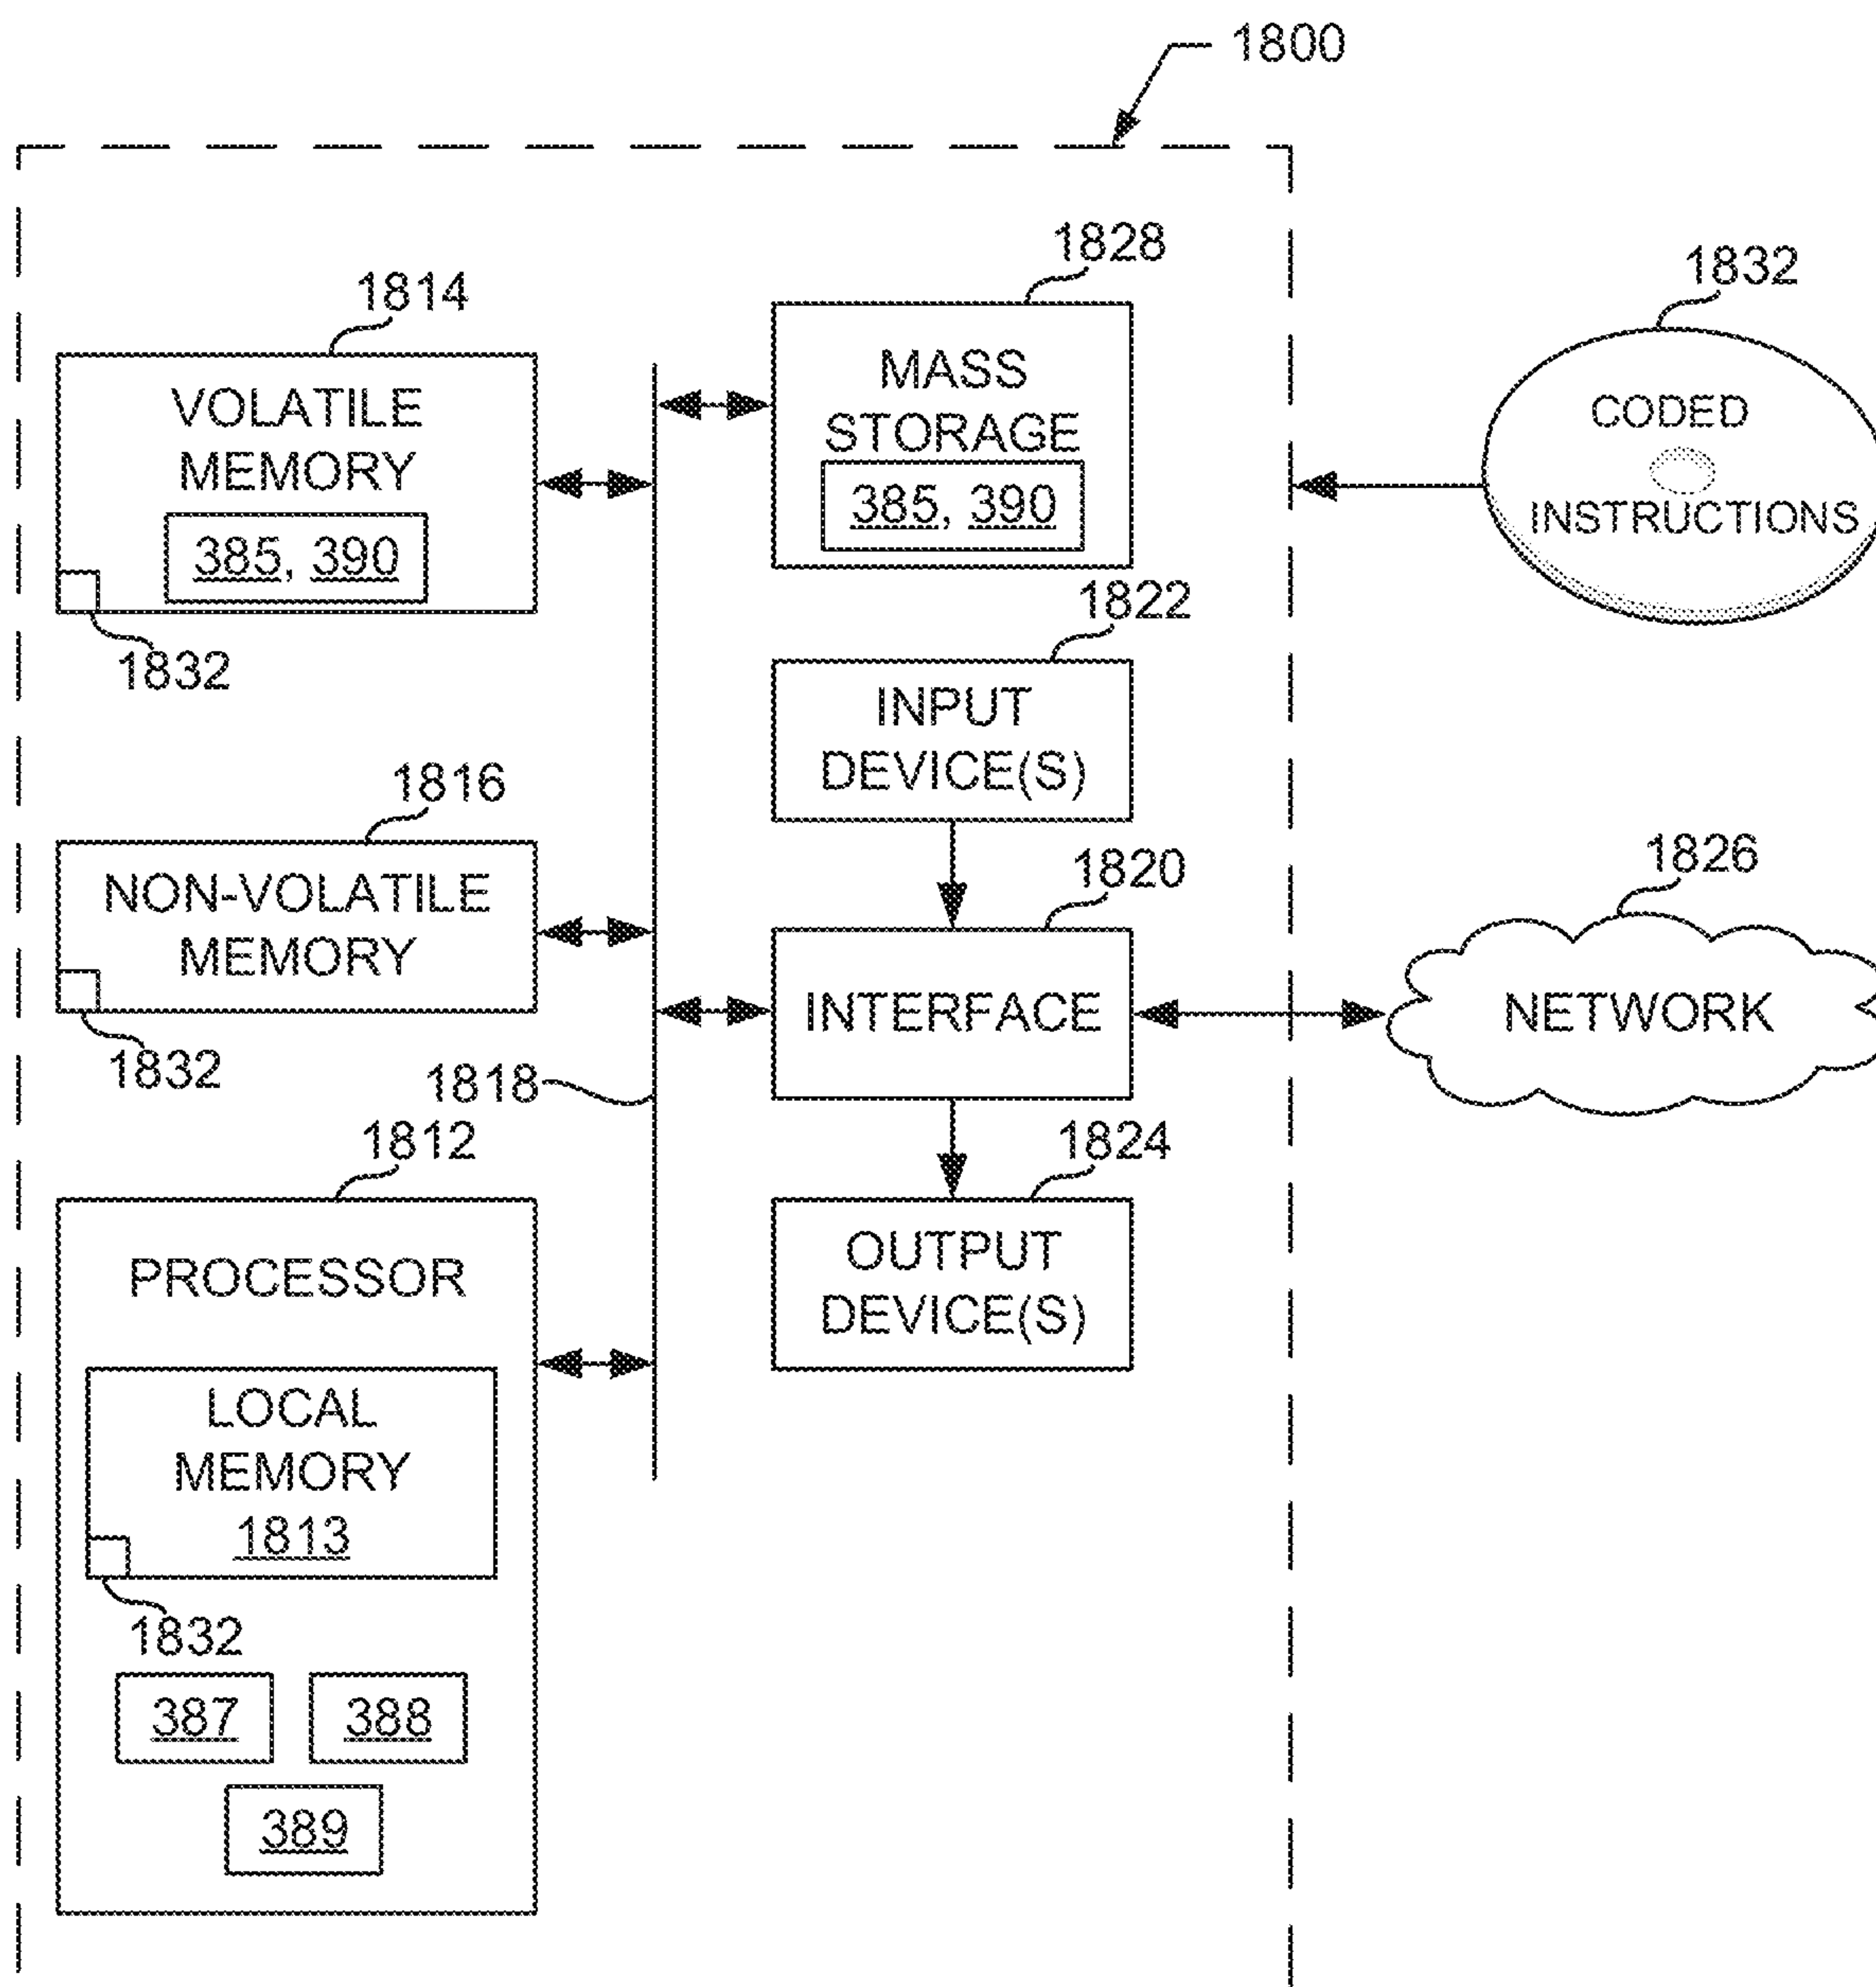 1800
1814
VOLATILE
MEMORY
385, 390
1832
1828
MASS
STORAGE
385, 390
1832
CODED
INSTRUCTIONS
1822
INPUT
DEVICE(S)
1816
NON-VOLATILE
MEMORY
1832
1820
INTERFACE
1826
NETWORK
1818
1812
PROCESSOR
LOCAL
MEMORY
1813
1832
387
388
389
1824
OUTPUT
DEVICE(S)